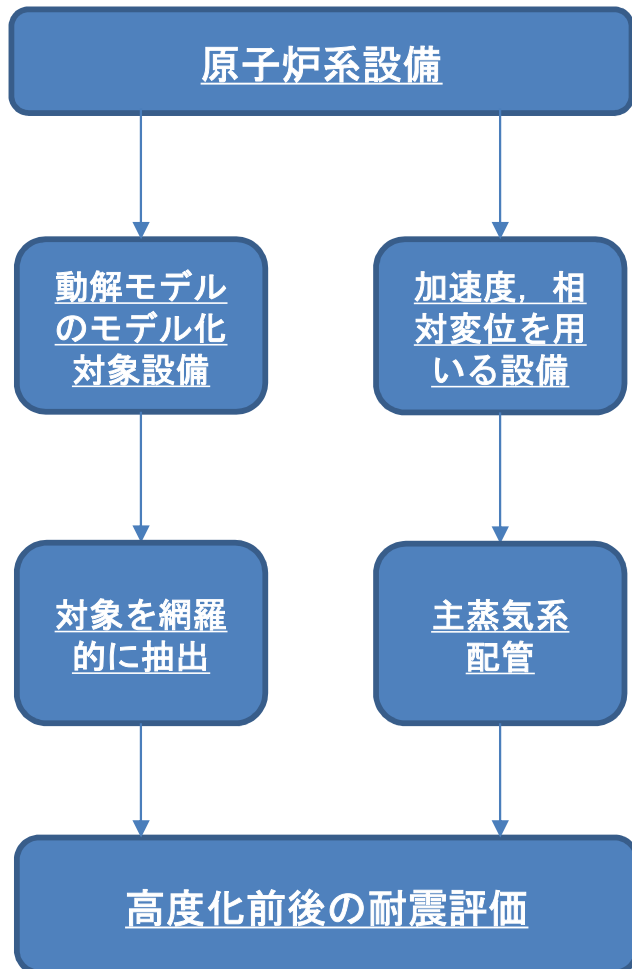 原子炉系設備
動解モデル
のモデル化
対象設備
加速度，相
対変位を用
いる設備
対象を網羅
的に抽出
主蒸気系
配管
高度化前後の耐震評価